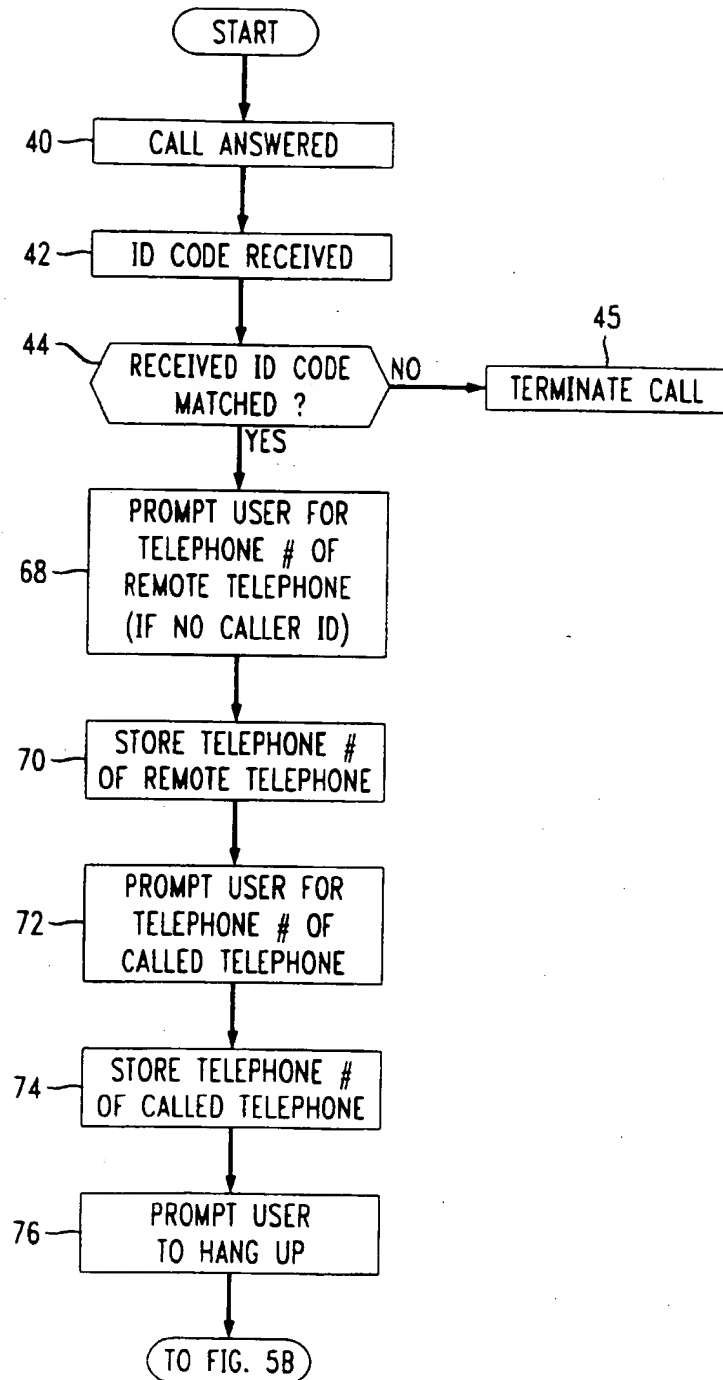 START
40
CALL ANSWERED
42
ID CODE RECEIVED
44
RECEIVED ID CODE
MATCHED ?
NO
45
TERMINATE CALL
YES
68
PROMPT USER FOR
TELEPHONE # OF
REMOTE TELEPHONE
(IF NO CALLER ID)
70
STORE TELEPHONE #
OF REMOTE TELEPHONE
72
PROMPT USER FOR
TELEPHONE # OF
CALLED TELEPHONE
74
STORE TELEPHONE #
OF CALLED TELEPHONE
76
PROMPT USER
TO HANG UP
TO FIG. 5B